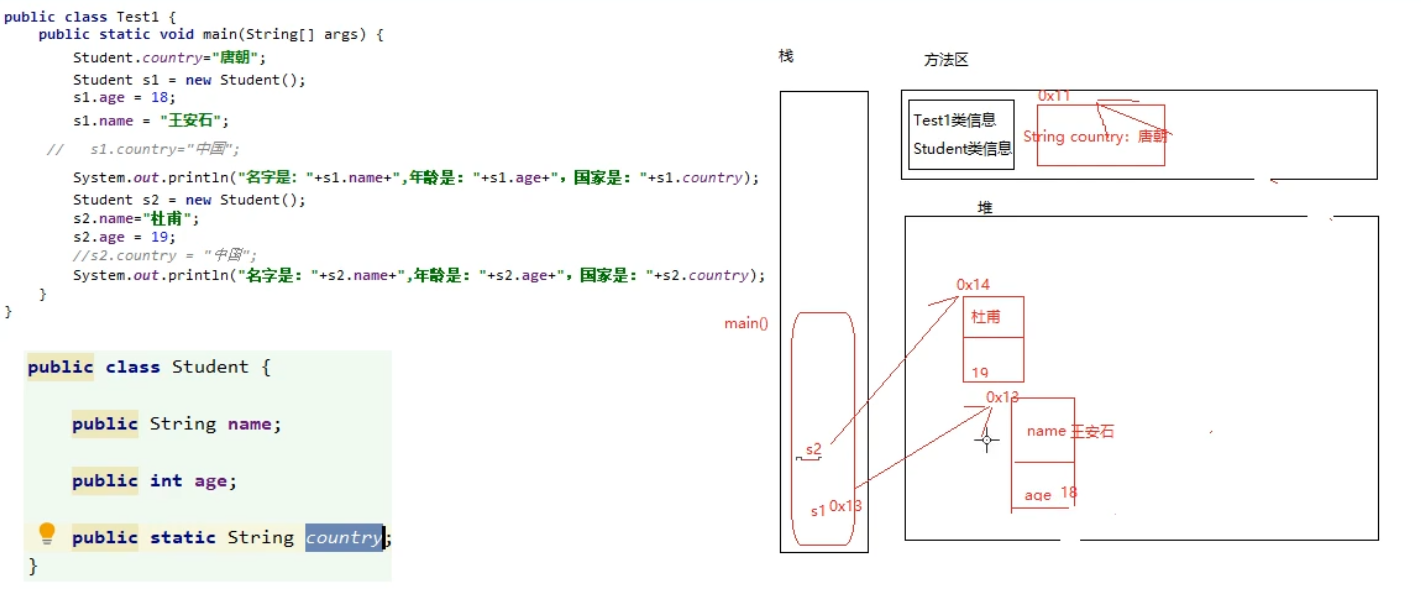 public class Test1 {
public static void main(String[] args) {
Student.country="唐朝";
Student s1 = new Student();
s1.age = 18;
s1.name = "王安石";
// s1.country="中国";
System.out.println("名字是: "+s1.name+",年龄是: "+s1.age+", 国家是: "+s1.country);
Student s2 = new Student();
s2.name="杜甫";
s2.age = 19;
//s2.country = "中国";
System.out.println("名字是: "+s2.name+",年龄是: "+s2.age+", 国家是: "+s2.country);
}
}
public class Student {
public String name;
public int age;
public static String country;
}
栈
main()
s2
s1 0x13
方法区
Test1类信息
Student类信息
0x11
String country: 唐朝
堆
0x14
杜甫
19
0x13
name 王安石
age 18